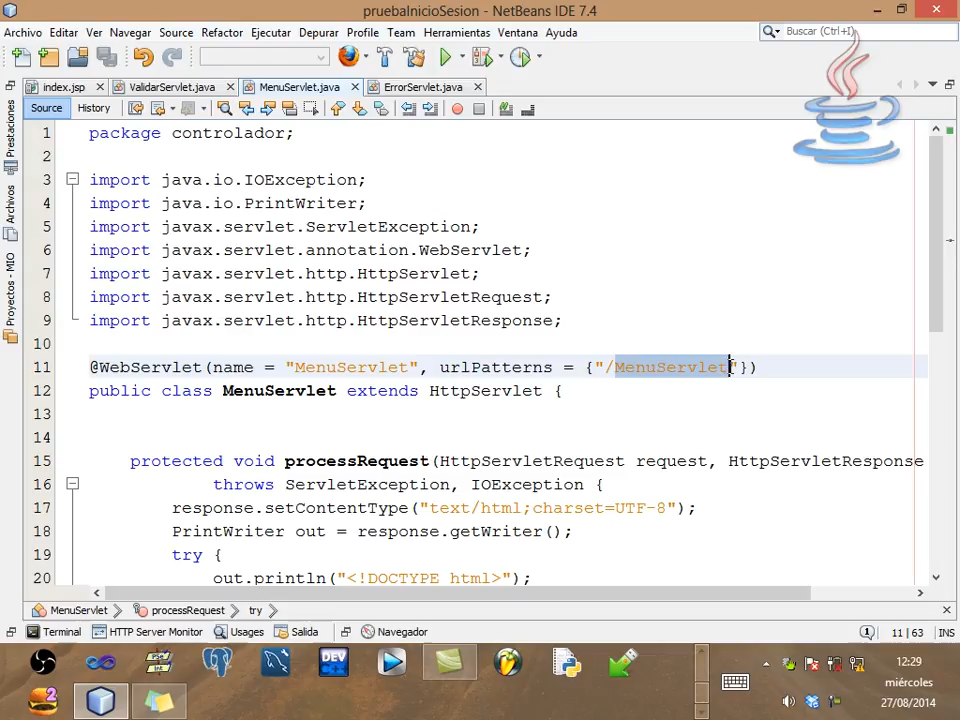 pruebaInicioSesion - NetBeans IDE 7.4
Archivo Editar Ver Navegar Source Refactor Ejecutar Depurar Profile Team Herramientas Ventana Ayuda
Buscar (Ctrl+I)
index.jsp ValidarServlet.java MenuServlet.java ErrorServlet.java
Source History
Prestaciones
Archivos
Proyectos - MIO
1 package controlador;
2
3 import java.io.IOException;
4 import java.io.PrintWriter;
5 import javax.servlet.ServletException;
6 import javax.servlet.annotation.WebServlet;
7 import javax.servlet.http.HttpServlet;
8 import javax.servlet.http.HttpServletRequest;
9 import javax.servlet.http.HttpServletResponse;
10
11 @WebServlet(name = "MenuServlet", urlPatterns = {"/MenuServlet"})
12 public class MenuServlet extends HttpServlet {
13
14
15 protected void processRequest(HttpServletRequest request, HttpServletResponse
16 throws ServletException, IOException {
17 response.setContentType("text/html;charset=UTF-8");
18 PrintWriter out = response.getWriter();
19 try {
20 out.println("<!DOCTYPE html>");
MenuServlet processRequest try
Terminal HTTP Server Monitor Usages Salida Navegador 1 11 | 63 INS
DEV
12:29
miércoles
27/08/2014
2